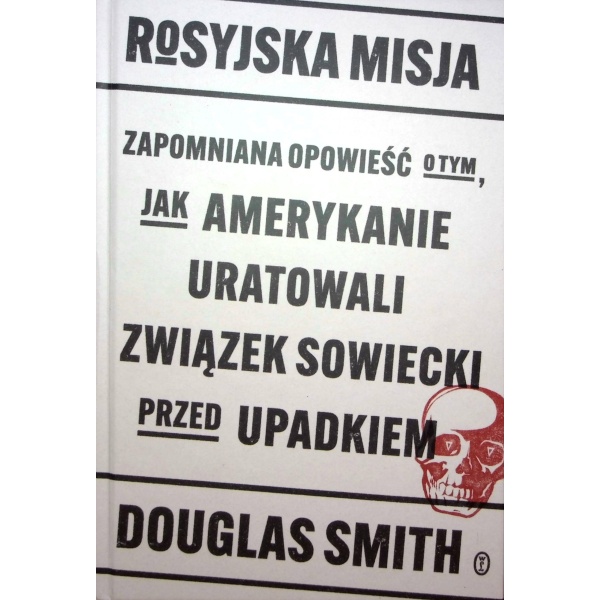 ROSYJSKA MISJA
ZAPOMNIANA OPOWIEŚĆ O TYM,
JAK AMERYKANIE
URATOWALI
ZWIĄZEK SOWIECKI
PRZED UPADKIEM
DOUGLAS SMITH